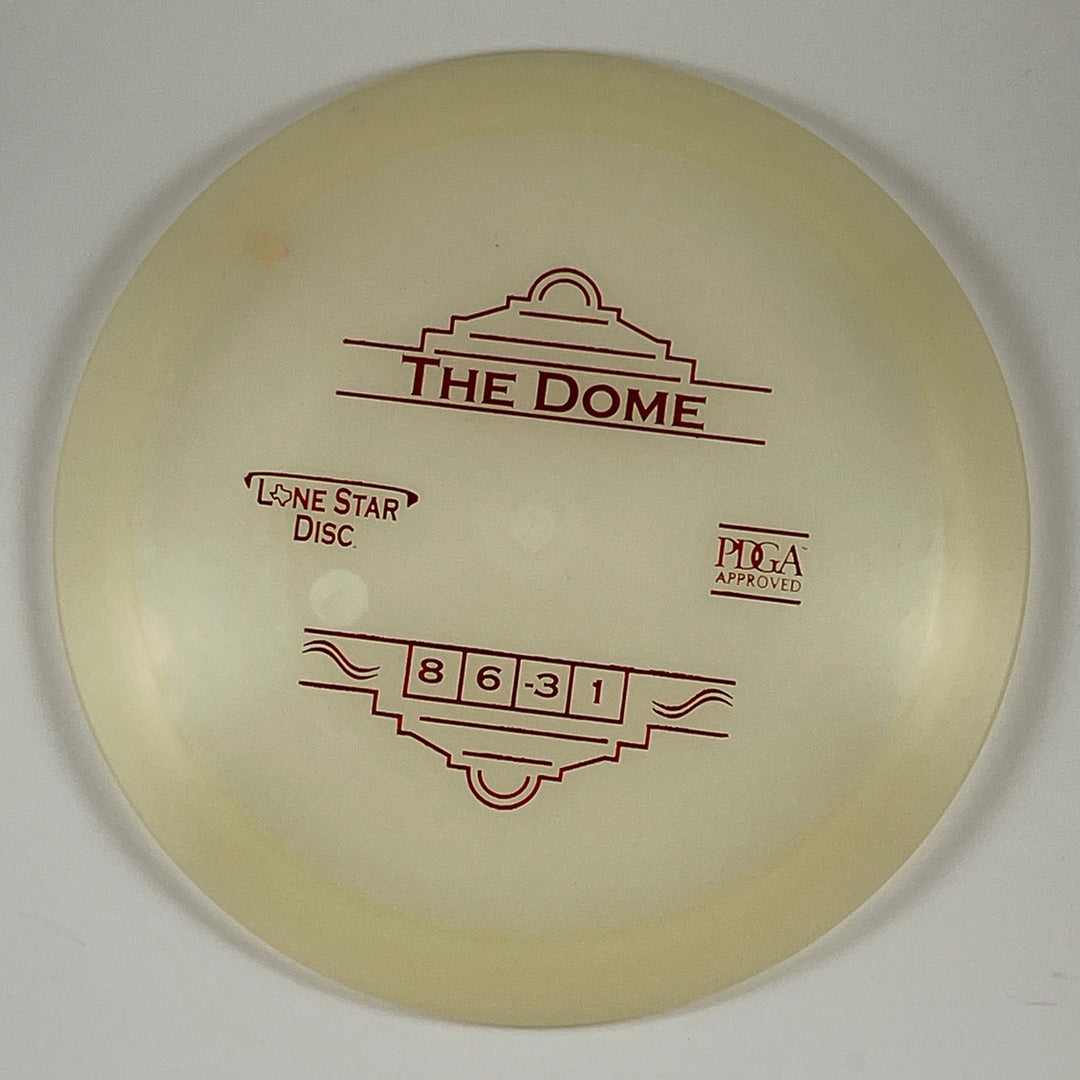 THE DOME
LONE STAR
DISC
PDGA
APPROVED
8 6 -3 1